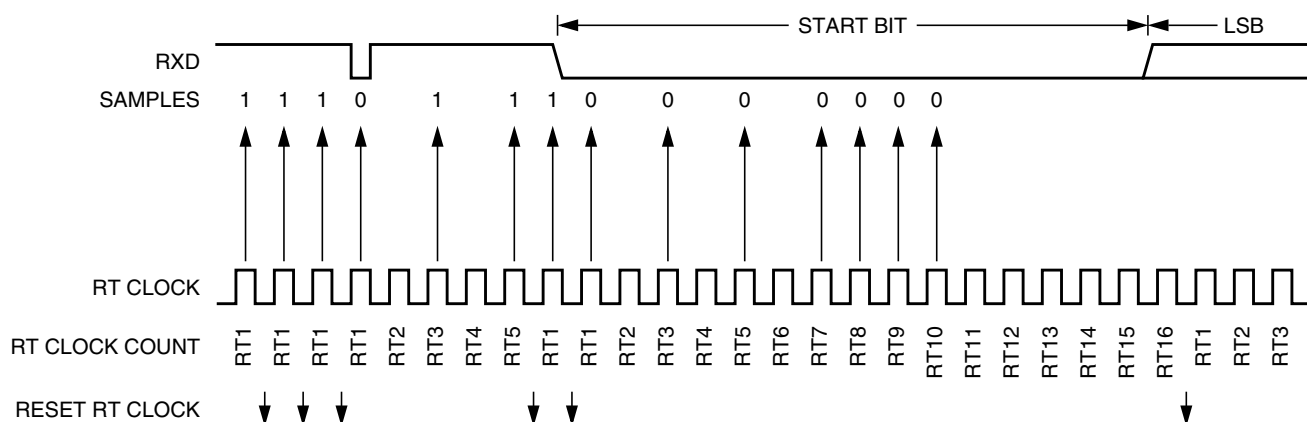 START BIT LSB
RXD
SAMPLES 1 1 1 0 1 1 1 0 0 0 0 0 0 0
RT CLOCK
RT CLOCK COUNT RT1 RT1 RT1 RT1 RT2 RT3 RT4 RT5 RT1 RT1 RT2 RT3 RT4 RT5 RT6 RT7 RT8 RT9 RT10 RT11 RT12 RT13 RT14 RT15 RT16 RT1 RT2 RT3
RESET RT CLOCK